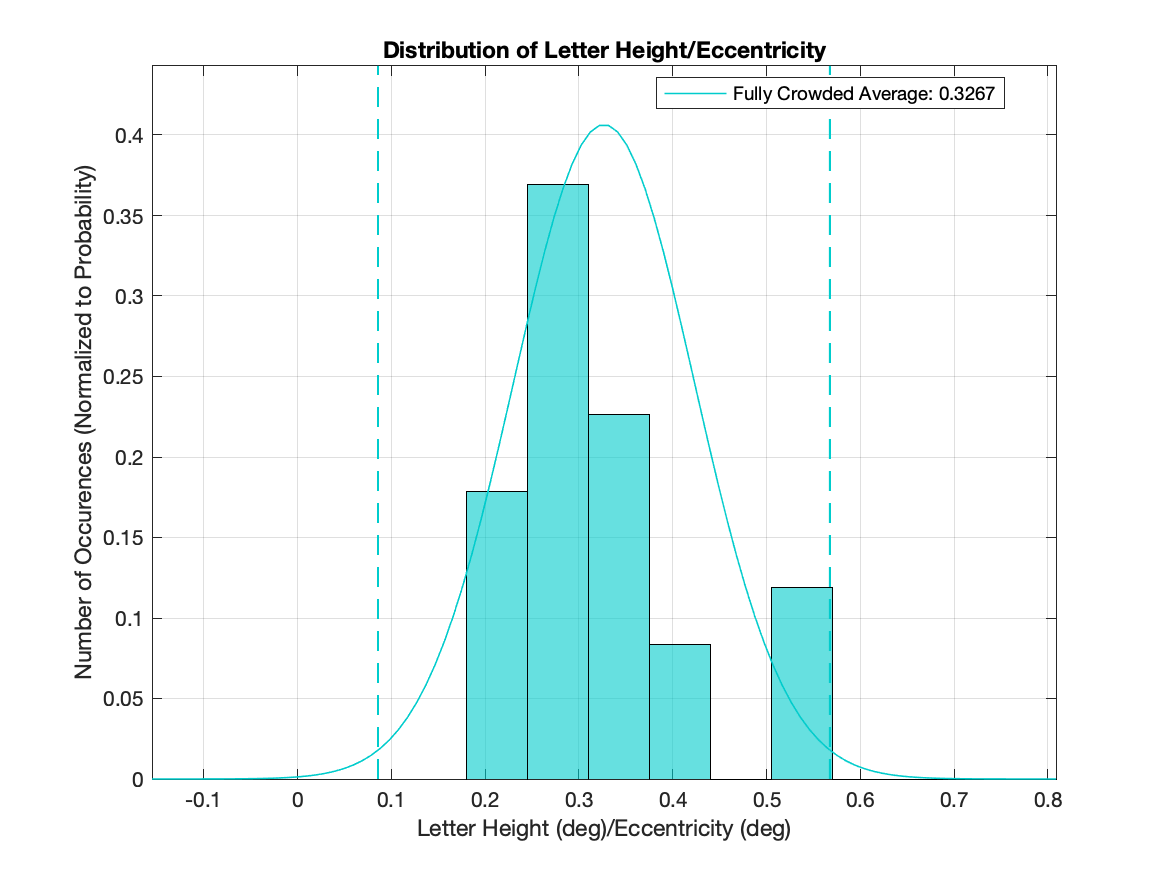 Distribution of Letter Height/Eccentricity
Fully Crowded Average: 0.3267
Number of Occurences (Normalized to Probability)
0.4
0.35
0.3
0.25
0.2
0.15
0.1
0.05
0
-0.1 0 0.1 0.2 0.3 0.4 0.5 0.6 0.7 0.8
Letter Height (deg)/Eccentricity (deg)